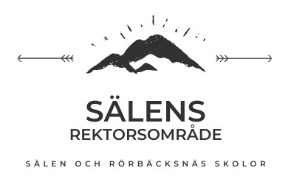 SÄLENS
REKTORSOMRÅDE
SÄLEN OCH RÖRBÄCKSNÄS SKOLOR